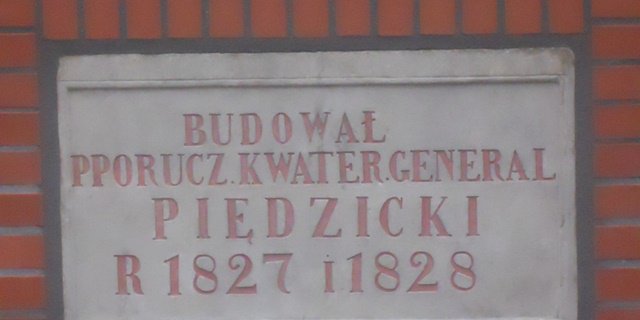 BUDOWAŁ
PPORUCZ.KWATER.GENERAL
PIĘDZICKI
R 1827 i 1828